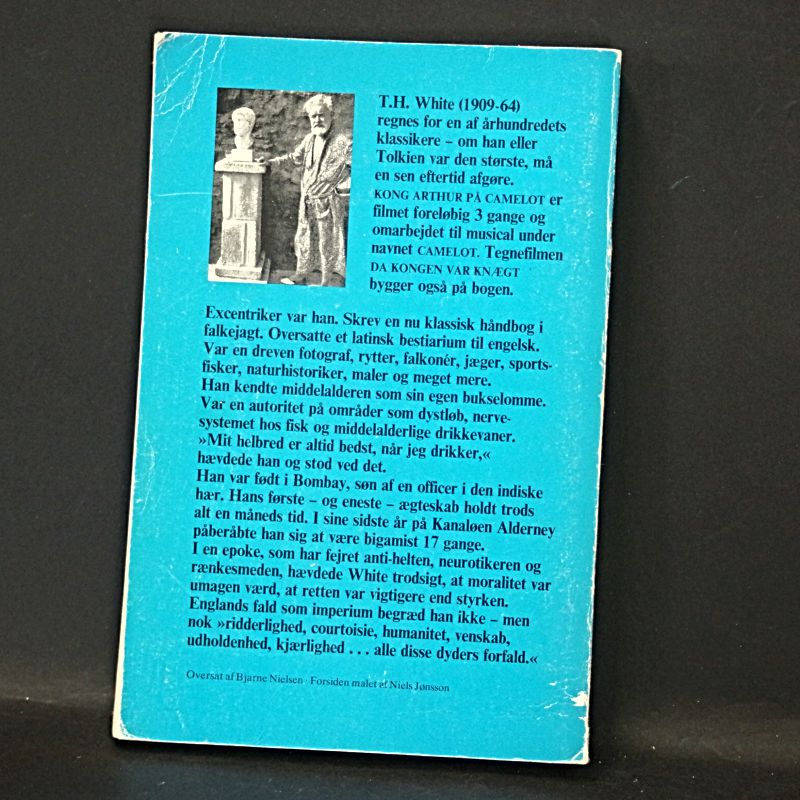 T.H. White (1909-64)
regnes for en af århundredets
klassikere – om han eller
Tolkien var den største, må
en sen eftertid afgøre.
KONG ARTHUR PÅ CAMELOT er
filmet foreløbig 3 gange og
omarbejdet til musical under
navnet CAMELOT. Tegnefilmen
DA KONGEN VAR KNÆGT
bygger også på bogen.
Excentriker var han. Skrev en nu klassisk håndbog i
falkejagt. Oversatte et latinsk bestiarium til engelsk.
Var en dreven fotograf, rytter, falkonér, jæger, sports-
fisker, naturhistoriker, maler og meget mere.
Han kendte middelalderen som sin egen bukselomme.
Var en autoritet på områder som dystløb, nerve-
systemet hos fisk og middelalderlige drikkevaner.
»Mit helbred er altid bedst, når jeg drikker,«
hævdede han og stod ved det.
Han var født i Bombay, søn af en officer i den indiske
hær. Hans første – og eneste – ægteskab holdt trods
alt en måneds tid. I sine sidste år på Kanaløen Alderney
påberåbte han sig at være bigamist 17 gange.
I en epoke, som har fejret anti-helten, neurotikeren og
rænkesmeden, hævdede White trodsigt, at moralitet var
umagen værd, at retten var vigtigere end styrken.
Englands fald som imperium begræd han ikke – men
nok »ridderlighed, courtoisie, humanitet, venskab,
udholdenhed, kjærlighed . . . alle disse dyders forfald.«
Oversat af Bjarne Nielsen · Forsiden malet af Niels Jønsson